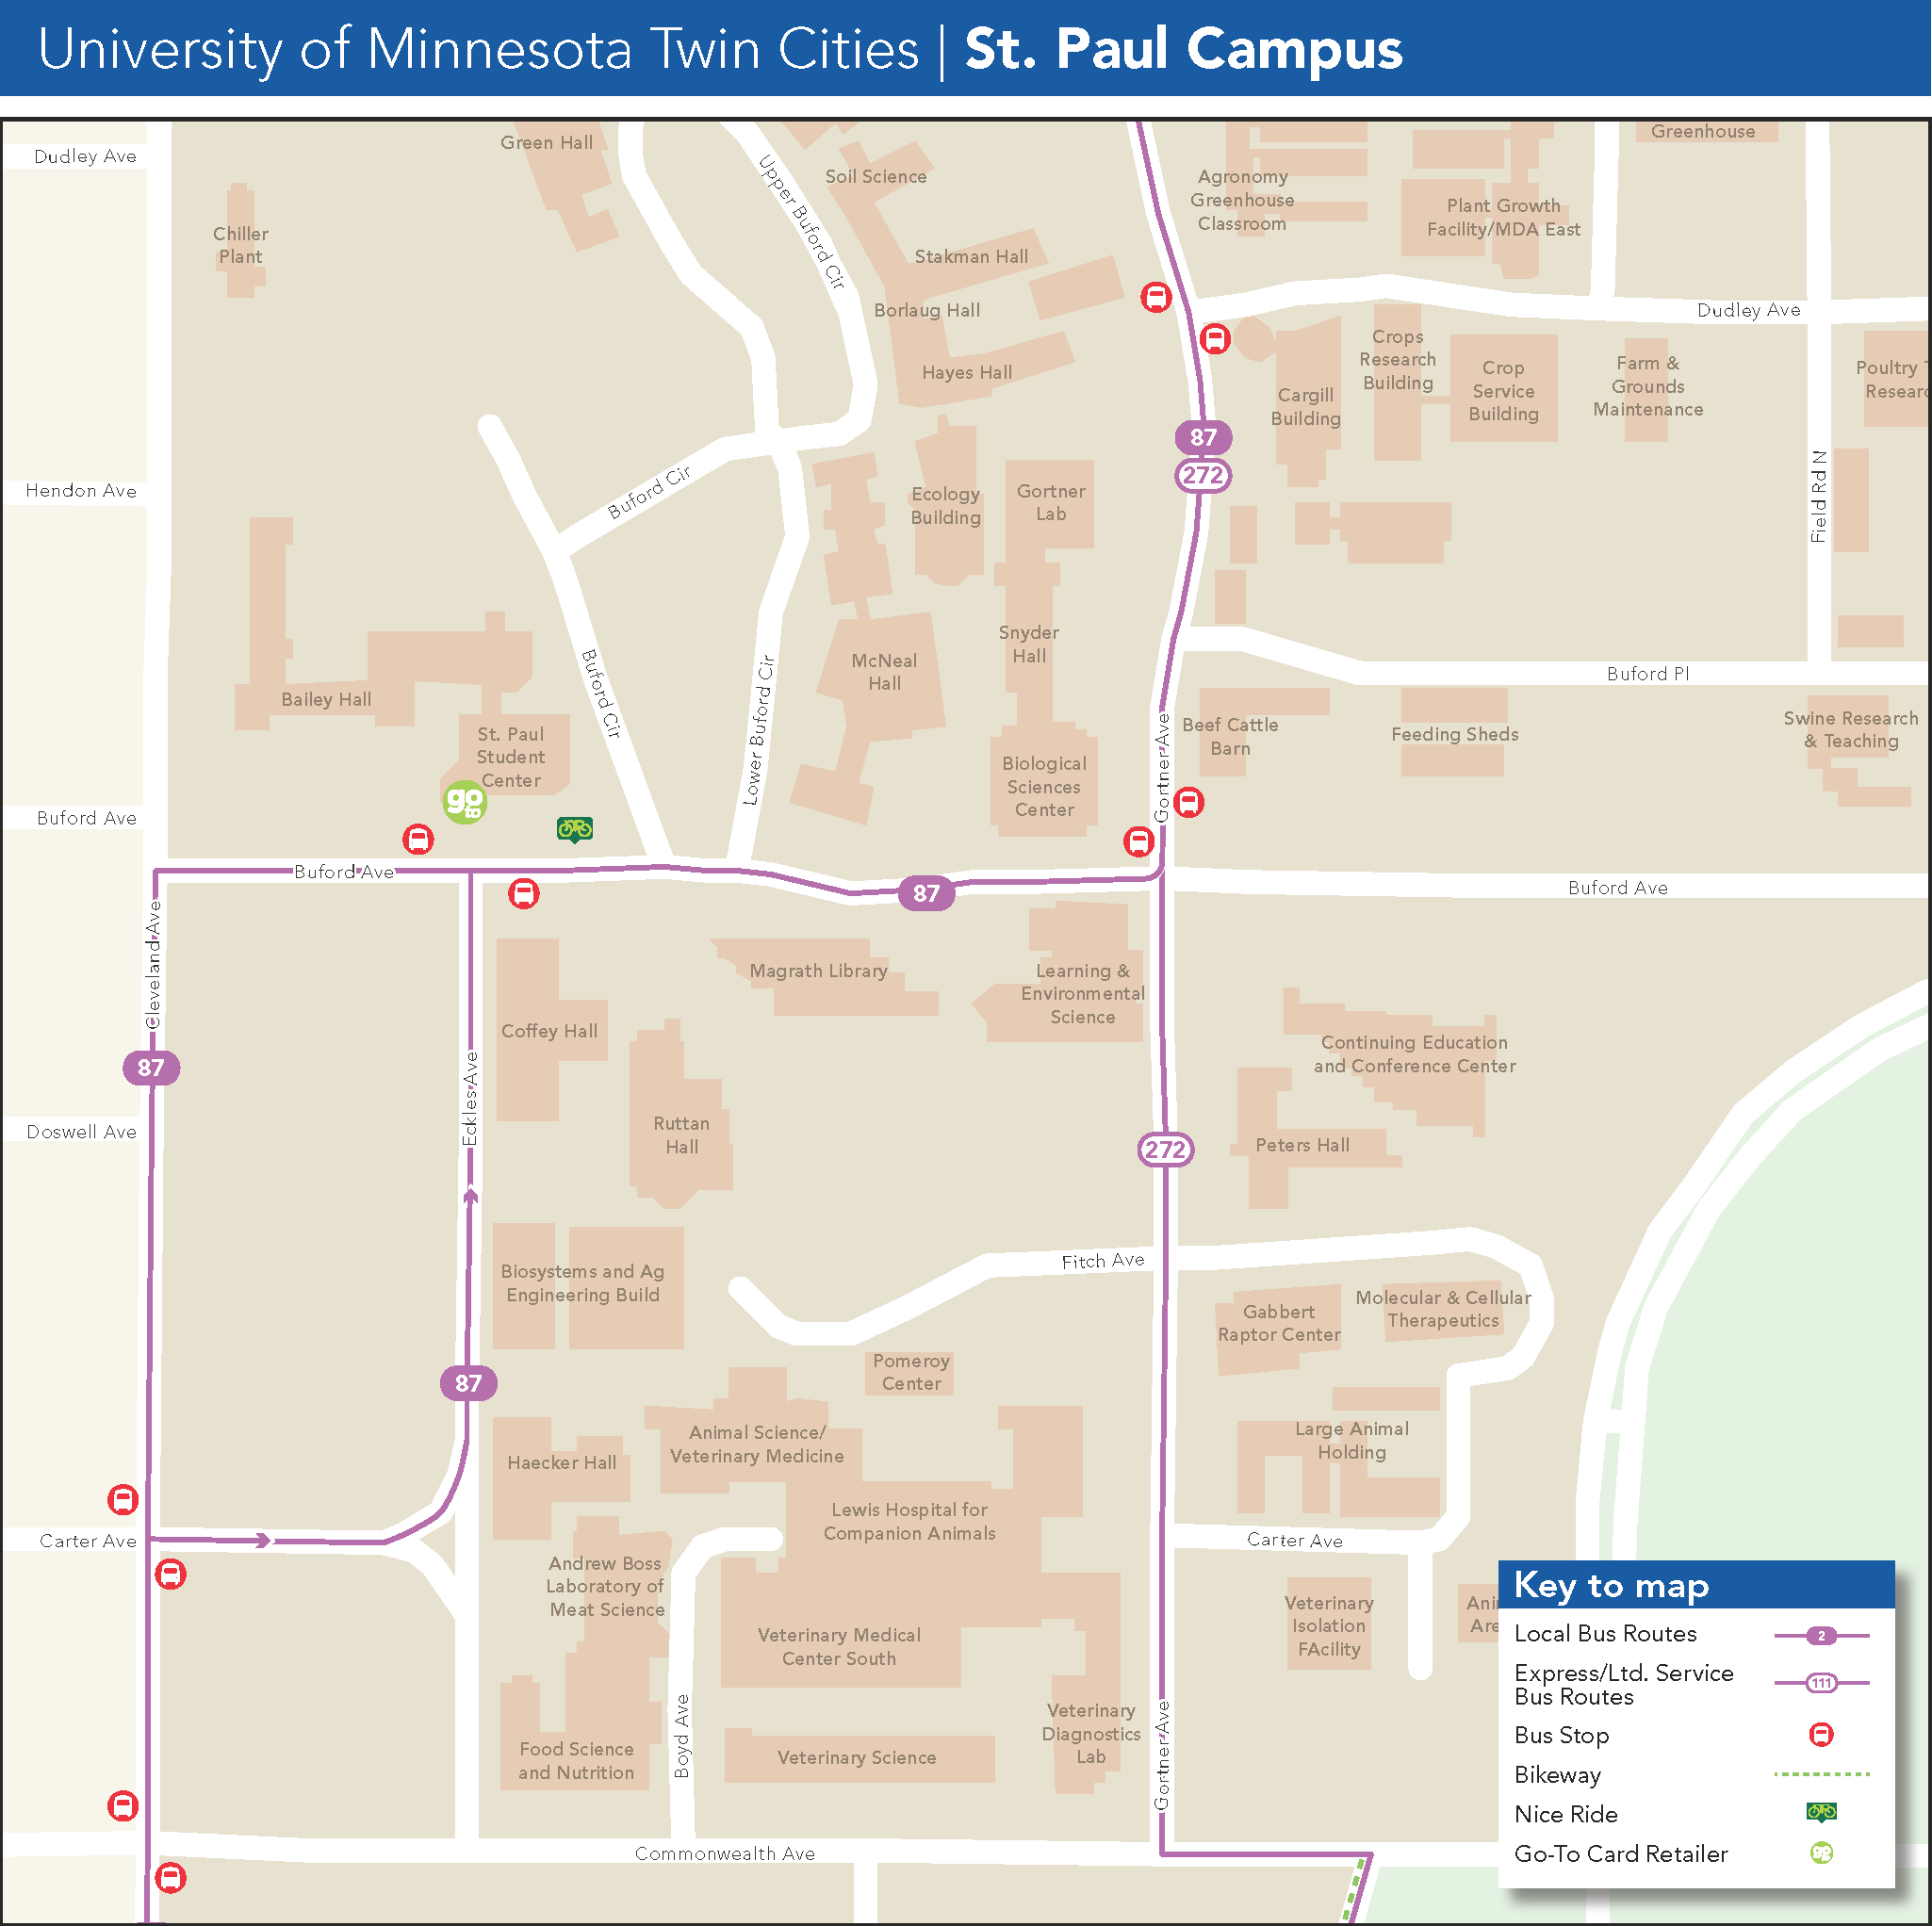 University of Minnesota Twin Cities | St. Paul Campus
Dudley Ave
Green Hall
Upper Buford Cir
Soil Science
Agronomy
Greenhouse
Classroom
Plant Growth
Facility/MDA East
Greenhouse
Chiller
Plant
Stakman Hall
Borlaug Hall
Hayes Hall
Dudley Ave
Crops
Research
Building
Cargill
Building
Crop
Service
Building
Farm &
Grounds
Maintenance
Poultry
Resear
87
272
Hendon Ave
Buford Cir
Ecology
Building
Gortner
Lab
Field Rd N
Bailey Hall
St. Paul
Student
Center
Buford Cir
Lower Buford Cir
McNeal
Hall
Snyder
Hall
Buford Pl
Biological
Sciences
Center
Gortner Ave
Beef Cattle
Barn
Feeding Sheds
Swine Research
& Teaching
go to
Buford Ave
Buford Ave
87
Buford Ave
Cleveland Ave
Magrath Library
Learning &
Environmental
Science
Coffey Hall
Continuing Education
and Conference Center
87
Eckles Ave
Doswell Ave
Ruttan
Hall
272
Peters Hall
Fitch Ave
Biosystems and Ag
Engineering Build
Gabbert
Raptor Center
Molecular & Cellular
Therapeutics
87
Pomeroy
Center
Animal Science/
Veterinary Medicine
Haecker Hall
Large Animal
Holding
Lewis Hospital for
Companion Animals
Carter Ave
Carter Ave
Andrew Boss
Laboratory of
Meat Science
Veterinary Medical
Center South
Veterinary
Isolation
FAcility
Ani
Are
Boyd Ave
Food Science
and Nutrition
Veterinary Science
Veterinary
Diagnostics
Lab
Gortner Ave
Commonwealth Ave
Key to map
Local Bus Routes
2
Express/Ltd. Service
Bus Routes
111
Bus Stop
Bikeway
Nice Ride
Go-To Card Retailer
go to